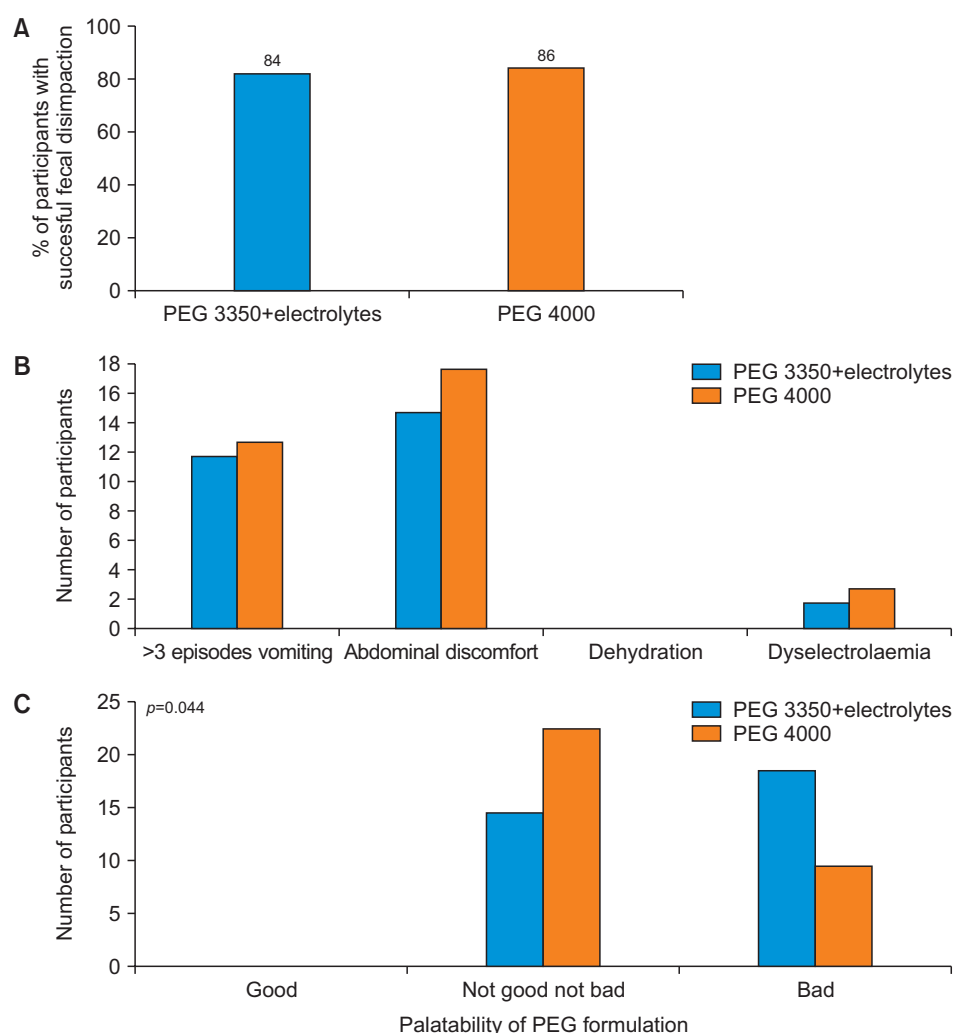 A
% of participants with
succesful fecal disimpaction
100
80
60
40
20
0
84
86
PEG 3350+electrolytes
PEG 4000
B
Number of participants
18
16
14
12
10
8
6
4
2
0
PEG 3350+electrolytes
PEG 4000
>3 episodes vomiting
Abdominal discomfort
Dehydration
Dyselectrolaemia
C
Number of participants
25
20
15
10
5
0
p=0.044
PEG 3350+electrolytes
PEG 4000
Good
Not good not bad
Bad
Palatability of PEG formulation